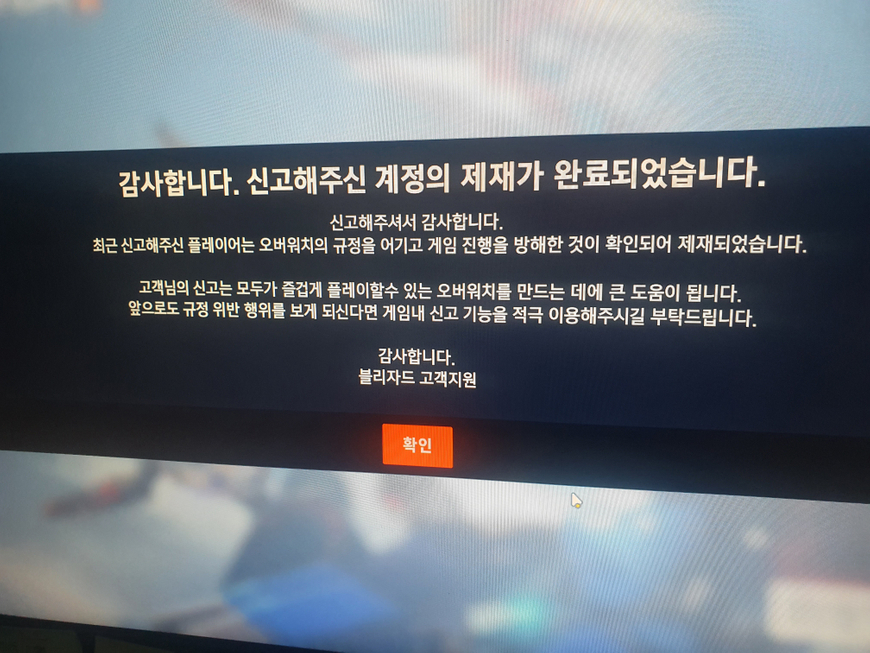 감사합니다. 신고해주신 계정의 제재가 완료되었습니다.
신고해주셔서 감사합니다.
최근 신고해주신 플레이어는 오버워치의 규정을 어기고 게임 진행을 방해한 것이 확인되어 제재되었습니다.
고객님의 신고는 모두가 즐겁게 플레이할수 있는 오버워치를 만드는 데에 큰 도움이 됩니다.
앞으로도 규정 위반 행위를 보게 되신다면 게임내 신고 기능을 적극 이용해주시길 부탁드립니다.
감사합니다.
블리자드 고객지원
확인